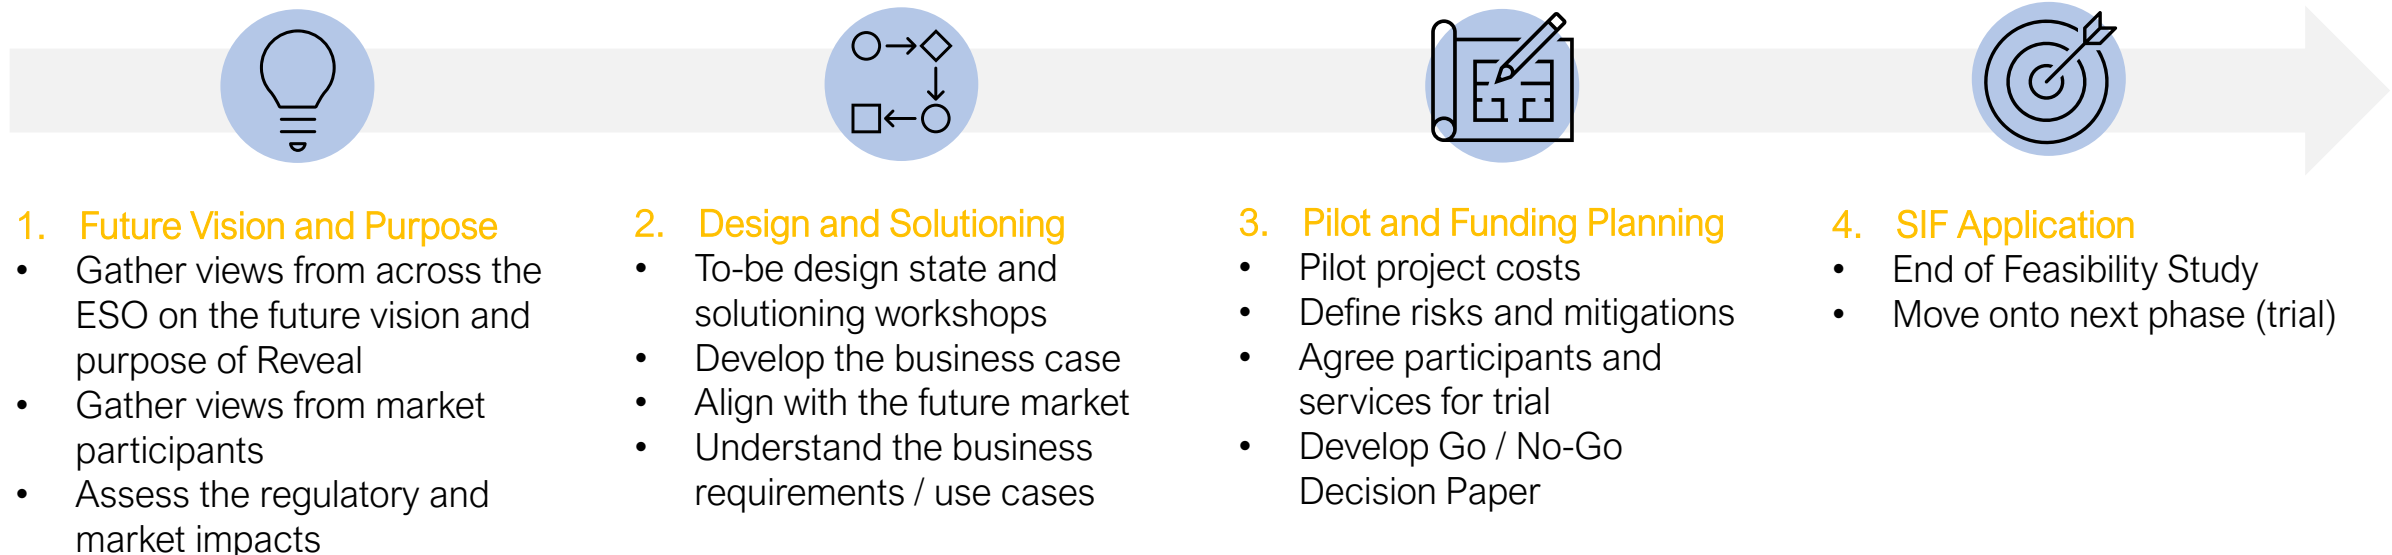 1. Future Vision and Purpose
• Gather views from across the
ESO on the future vision and
purpose of Reveal
• Gather views from market
participants
• Assess the regulatory and
market impacts
2. Design and Solutioning
• To-be design state and
solutioning workshops
• Develop the business case
• Align with the future market
• Understand the business
requirements / use cases
3. Pilot and Funding Planning
• Pilot project costs
• Define risks and mitigations
• Agree participants and
services for trial
• Develop Go / No-Go
Decision Paper
4. SIF Application
• End of Feasibility Study
• Move onto next phase (trial)